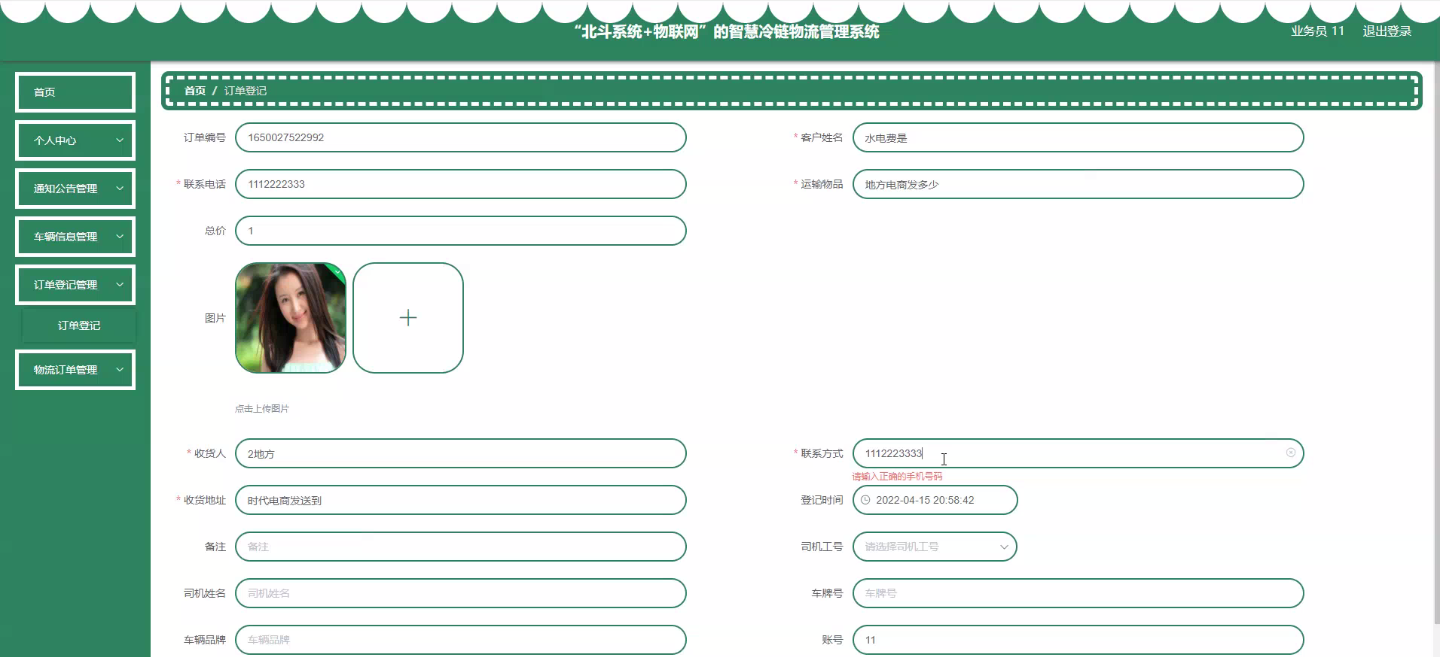 “北斗系统+物联网”的智慧冷链物流管理系统
业务员 11 退出登录
首页
个人中心
通知公告管理
车辆信息管理
订单登记管理
订单登记
物流订单管理
首页 / 订单登记
订单编号 1650027522992 * 客户姓名 水电费是
* 联系电话 1112222333 * 运输物品 地方电商发多少
总价 1
图片
点击上传图片
* 收货人 2地方 * 联系方式 1112223333
请输入正确的手机号码
* 收货地址 时代电商发送到 登记时间 2022-04-15 20:58:42
备注 备注 司机工号 请选择司机工号
司机姓名 司机姓名 车牌号 车牌号
车辆品牌 车辆品牌 账号 11